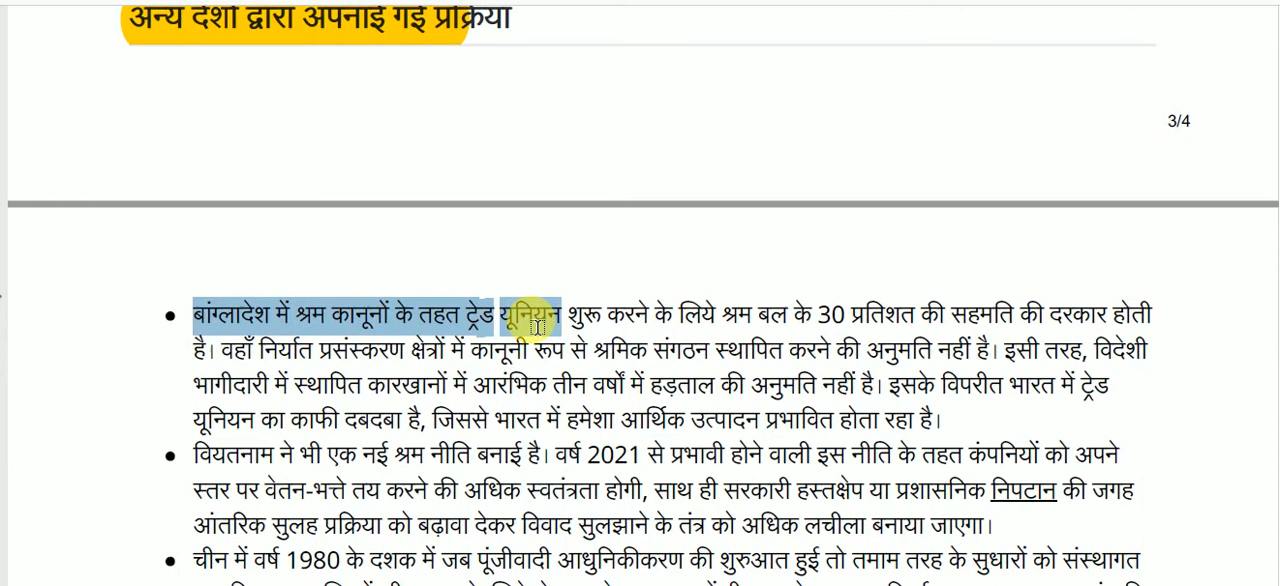 अन्य देशों द्वारा अपनाई गई प्रक्रिया
3/4
• बांग्लादेश में श्रम कानूनों के तहत ट्रेड यूनियन शुरू करने के लिये श्रम बल के 30 प्रतिशत की सहमति की दरकार होती
है। वहाँ निर्यात प्रसंस्करण क्षेत्रों में कानूनी रूप से श्रमिक संगठन स्थापित करने की अनुमति नहीं है। इसी तरह, विदेशी
भागीदारी में स्थापित कारखानों में आरंभिक तीन वर्षों में हड़ताल की अनुमति नहीं है। इसके विपरीत भारत में ट्रेड
यूनियन का काफी दबदबा है, जिससे भारत में हमेशा आर्थिक उत्पादन प्रभावित होता रहा है।
• वियतनाम ने भी एक नई श्रम नीति बनाई है। वर्ष 2021 से प्रभावी होने वाली इस नीति के तहत कंपनियों को अपने
स्तर पर वेतन-भत्ते तय करने की अधिक स्वतंत्रता होगी, साथ ही सरकारी हस्तक्षेप या प्रशासनिक निपटान की जगह
आंतरिक सुलह प्रक्रिया को बढ़ावा देकर विवाद सुलझाने के तंत्र को अधिक लचीला बनाया जाएगा।
• चीन में वर्ष 1980 के दशक में जब पूंजीवादी आधुनिकीकरण की शुरुआत हुई तो तमाम तरह के सुधारों को संस्थागत